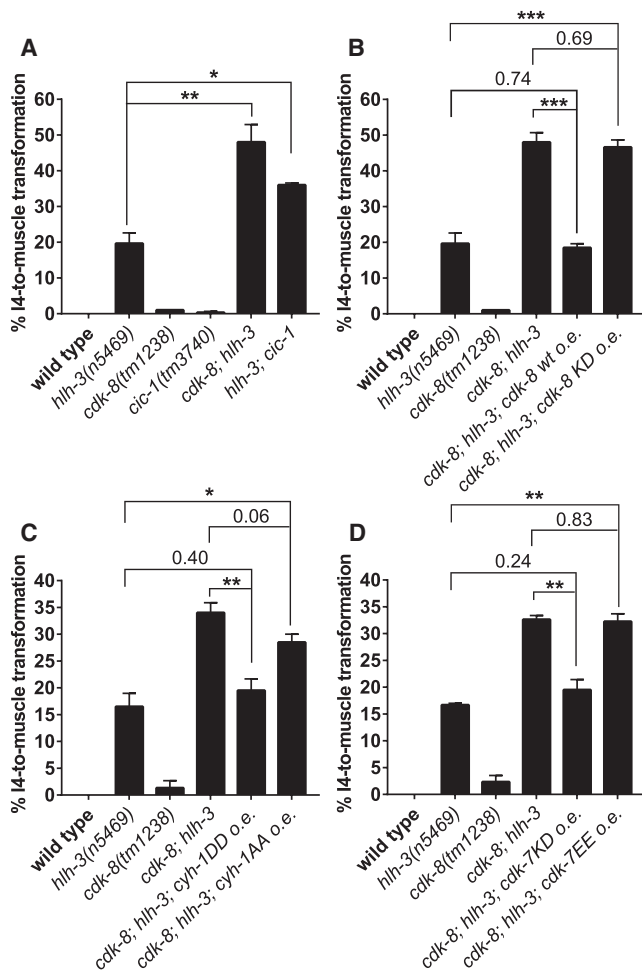 A
% I4-to-muscle transformation
60
50
40
30
20
10
0
*
**
wild type
hlh-3(n5469)
cdk-8(tm1238)
cic-1(tm3740)
cdk-8; hlh-3
hlh-3; cic-1
B
% I4-to-muscle transformation
60
50
40
30
20
10
0
***
0.69
0.74
***
wild type
hlh-3(n5469)
cdk-8(tm1238)
cdk-8; hlh-3
cdk-8; hlh-3; cdk-8 wt o.e.
cdk-8; hlh-3; cdk-8 KD o.e.
C
% I4-to-muscle transformation
40
35
30
25
20
15
10
5
0
*
0.06
0.40
**
wild type
hlh-3(n5469)
cdk-8(tm1238)
cdk-8; hlh-3
cdk-8; hlh-3; cyh-1DD o.e.
cdk-8; hlh-3; cyh-1AA o.e.
D
% I4-to-muscle transformation
40
35
30
25
20
15
10
5
0
**
0.83
0.24
**
wild type
hlh-3(n5469)
cdk-8(tm1238)
cdk-8; hlh-3
cdk-8; hlh-3; cdk-7KD o.e.
cdk-8; hlh-3; cdk-7EE o.e.